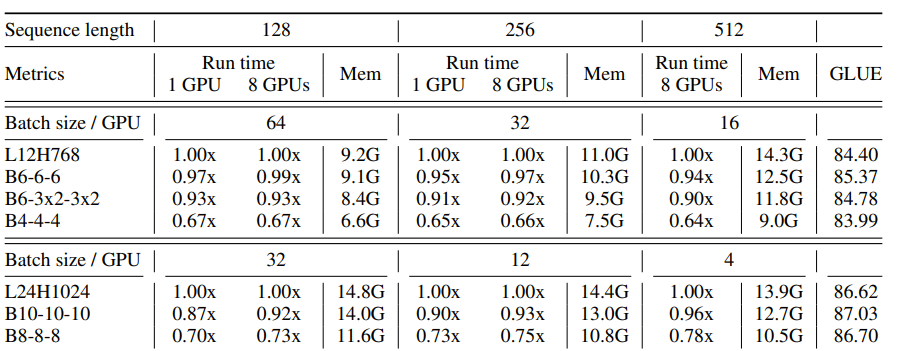 Sequence length 128 256 512
Run time Run time Run time
Metrics Mem Mem Mem GLUE
1 GPU 8 GPUs 1 GPU 8 GPUs 8 GPUs
Batch size / GPU 64 32 16
L12H768 1.00x 1.00x 9.2G 1.00x 1.00x 11.0G 1.00x 14.3G 84.40
B6-6-6 0.97x 0.99x 9.1G 0.95x 0.97x 10.3G 0.94x 12.5G 85.37
B6-3x2-3x2 0.93x 0.93x 8.4G 0.91x 0.92x 9.5G 0.90x 11.8G 84.78
B4-4-4 0.67x 0.67x 6.6G 0.65x 0.66x 7.5G 0.64x 9.0G 83.99
Batch size / GPU 32 12 4
L24H1024 1.00x 1.00x 14.8G 1.00x 1.00x 14.4G 1.00x 13.9G 86.62
B10-10-10 0.87x 0.92x 14.0G 0.90x 0.93x 13.0G 0.96x 12.7G 87.03
B8-8-8 0.70x 0.73x 11.6G 0.73x 0.75x 10.8G 0.78x 10.5G 86.70